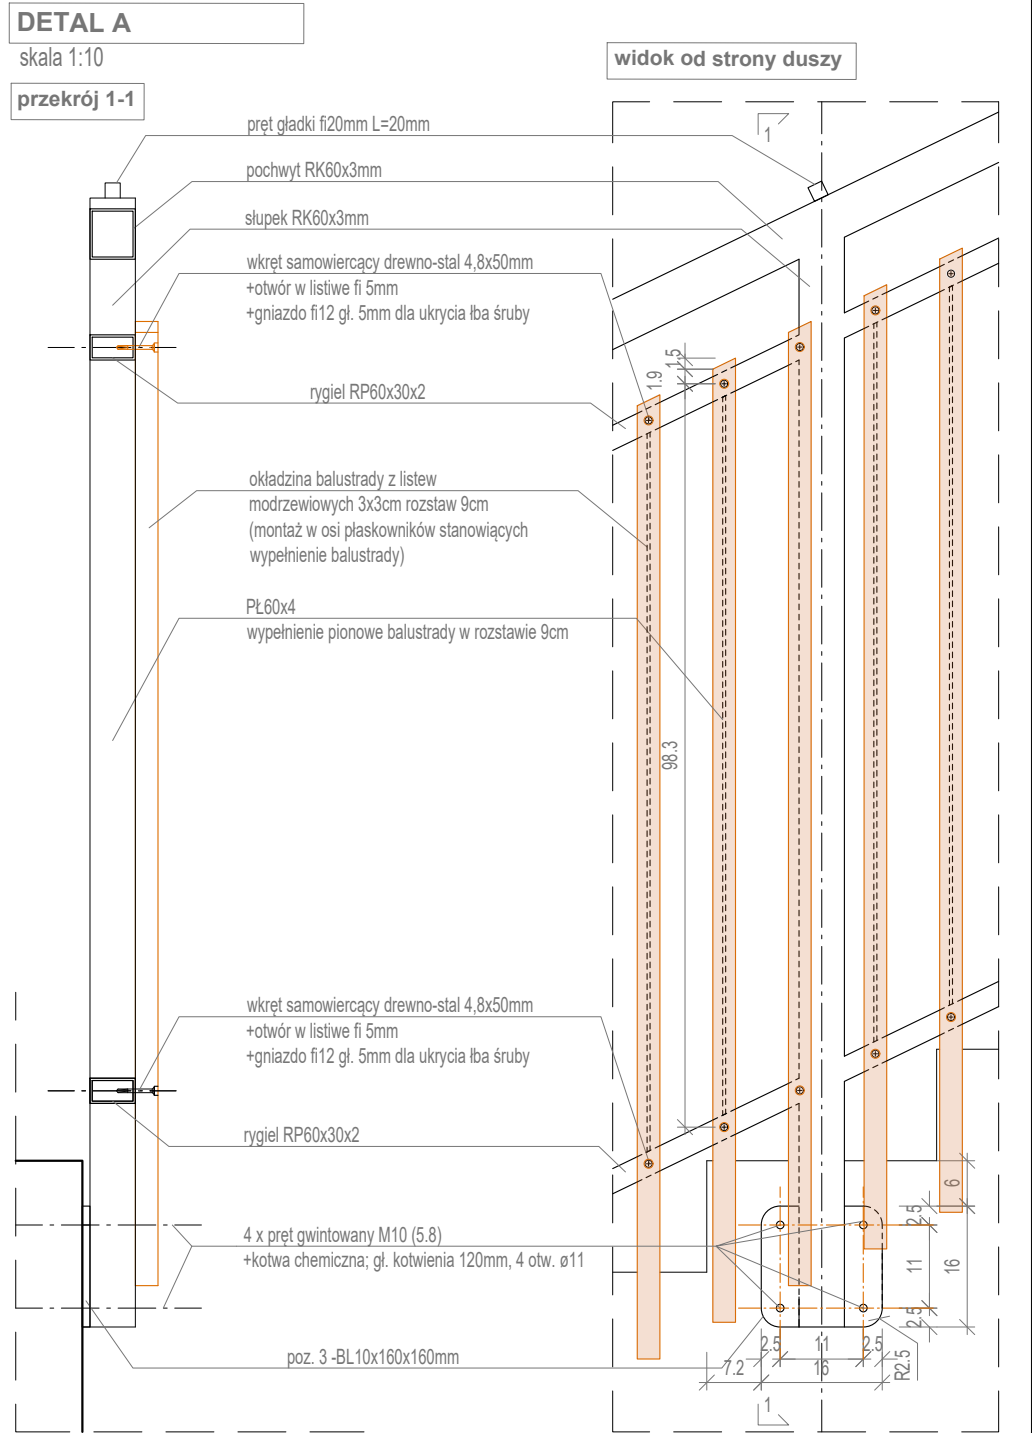 DETAL A
skala 1:10
przekrój 1-1
widok od strony duszy
1
pręt gładki fi20mm L=20mm
pochwyt RK60x3mm
słupek RK60x3mm
wkręt samowiercący drewno-stal 4,8x50mm
+otwór w listiwe fi 5mm
+gniazdo fi12 gł. 5mm dla ukrycia łba śruby
1.5
1.9
rygiel RP60x30x2
okładzina balustrady z listew
modrzewiowych 3x3cm rozstaw 9cm
(montaż w osi płaskowników stanowiących
wypełnienie balustrady)
PŁ60x4
wypełnienie pionowe balustrady w rozstawie 9cm
98.3
wkręt samowiercący drewno-stal 4,8x50mm
+otwór w listiwe fi 5mm
+gniazdo fi12 gł. 5mm dla ukrycia łba śruby
rygiel RP60x30x2
6
2.5
4 x pręt gwintowany M10 (5.8)
+kotwa chemiczna; gł. kotwienia 120mm, 4 otw. ø11
11
16
2.5
2.5
11
2.5
poz. 3 -BL10x160x160mm
7.2
16
R2.5
1